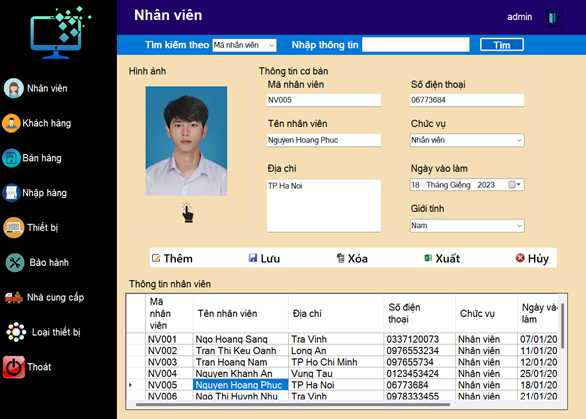 Nhân viên
admin
Tìm kiếm theo Mã nhân viên Nhập thông tin Tìm
Nhân viên
Khách hàng
Bán hàng
Nhập hàng
Thiết bị
Bảo hành
Nhà cung cấp
Loại thiết bị
Thoát
Hình ảnh
Thông tin cơ bản
Mã nhân viên Số điện thoại
NV005 06773684
Tên nhân viên Chức vụ
Nguyen Hoang Phuc Nhân viên
Địa chỉ Ngày vào làm
TP Ha Noi 18 Tháng Giêng 2023
Giới tính
Nam
Thêm Lưu Xóa Xuất Hủy
Thông tin nhân viên
Mã nhân viên Tên nhân viên Địa chỉ Số điện thoại Chức vụ Ngày và làm
NV001 Ngo Hoang Sang Tra Vinh 0337120073 Nhân viên 07/01/20
NV002 Tran Thi Keu Oanh Long An 0976553234 Nhân viên 11/01/20
NV003 Tran Hoang Nam TP Ho Chi Minh 097655734 Nhân viên 12/01/20
NV004 Nguyen Khanh An Vung Tau 0123453424 Nhân viên 25/01/20
NV005 Nguyen Hoang Phuc TP Ha Noi 06773684 Nhân viên 18/01/20
NV006 Ngo Thi Huynh Nhu Tra Vinh 0978333455 Nhân viên 21/01/20